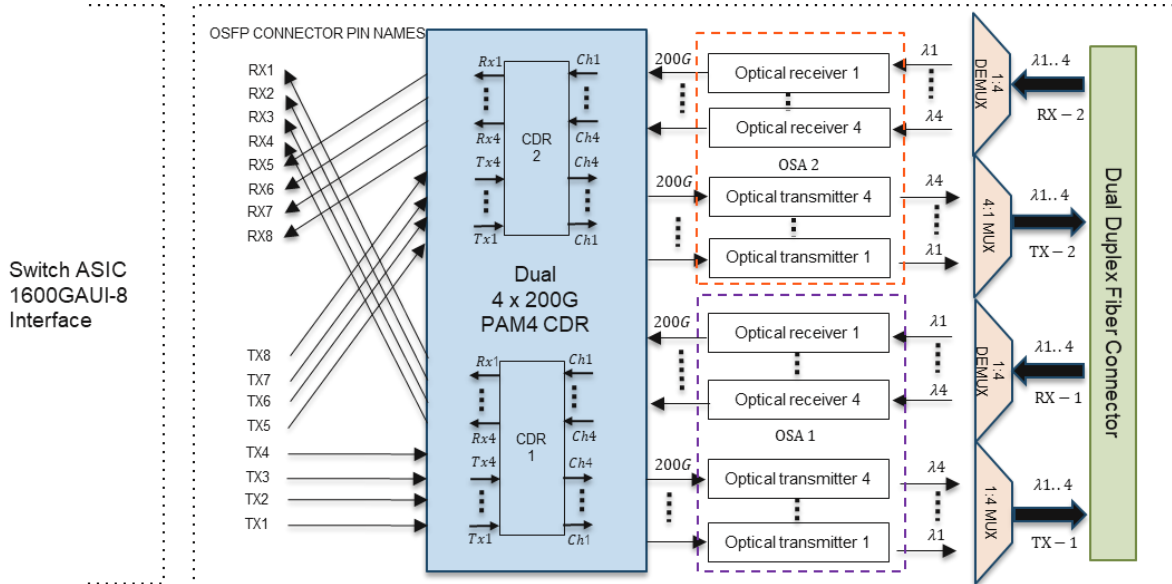 OSFP CONNECTOR PIN NAMES
RX1
RX2
RX3
RX4
RX5
RX6
RX7
RX8
Switch ASIC
1600GAUI-8
Interface
TX8
TX7
TX6
TX5
TX4
TX3
TX2
TX1
Rx1
Ch1
Rx4
Ch4
CDR
2
Tx4
Ch4
Tx1
Ch1
Dual
4 x 200G
PAM4 CDR
Rx1
Ch1
Rx4
Ch4
CDR
1
Tx4
Ch4
Tx1
Ch1
200G
Optical receiver 1
λ1
Optical receiver 4
λ4
OSA 2
200G
Optical transmitter 4
λ4
Optical transmitter 1
λ1
200G
Optical receiver 1
λ1
Optical receiver 4
λ4
OSA 1
200G
Optical transmitter 4
λ4
Optical transmitter 1
λ1
1:4
DEMUX
λ1..4
RX − 2
4:1 MUX
λ1..4
TX − 2
1:4
DEMUX
λ1..4
RX − 1
1:4 MUX
λ1..4
TX − 1
Dual Duplex Fiber Connector